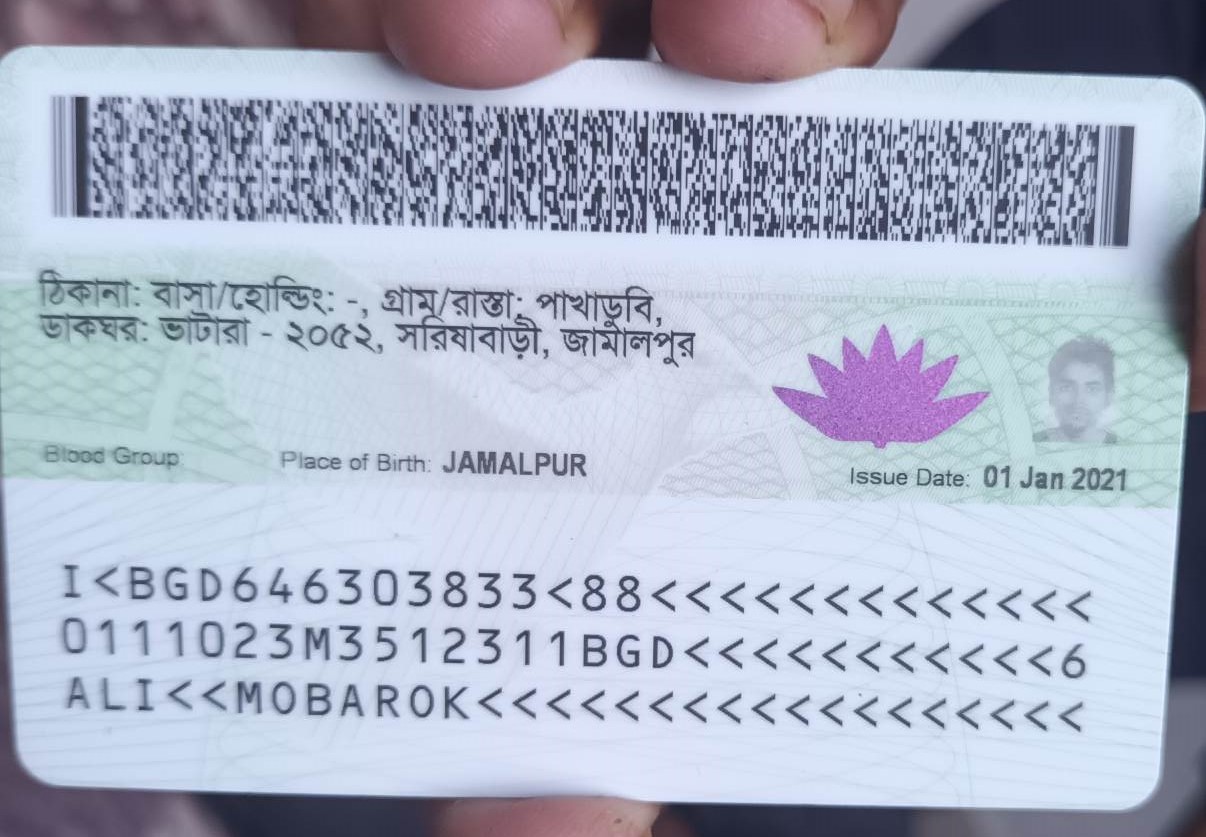 ঠিকানা: বাসা/হোল্ডিং: -, গ্রাম/রাস্তা: পাখাডুবি,
ডাকঘর: ভাটারা - ২০৫২, সরিষাবাড়ী, জামালপুর
Blood Group:
Place of Birth: JAMALPUR
Issue Date: 01 Jan 2021
I<BGD646303833<88<<<<<<<<<<<<<
0111023M3512311BGD<<<<<<<<<<<6
ALI<<MOBAROK<<<<<<<<<<<<<<<<<<